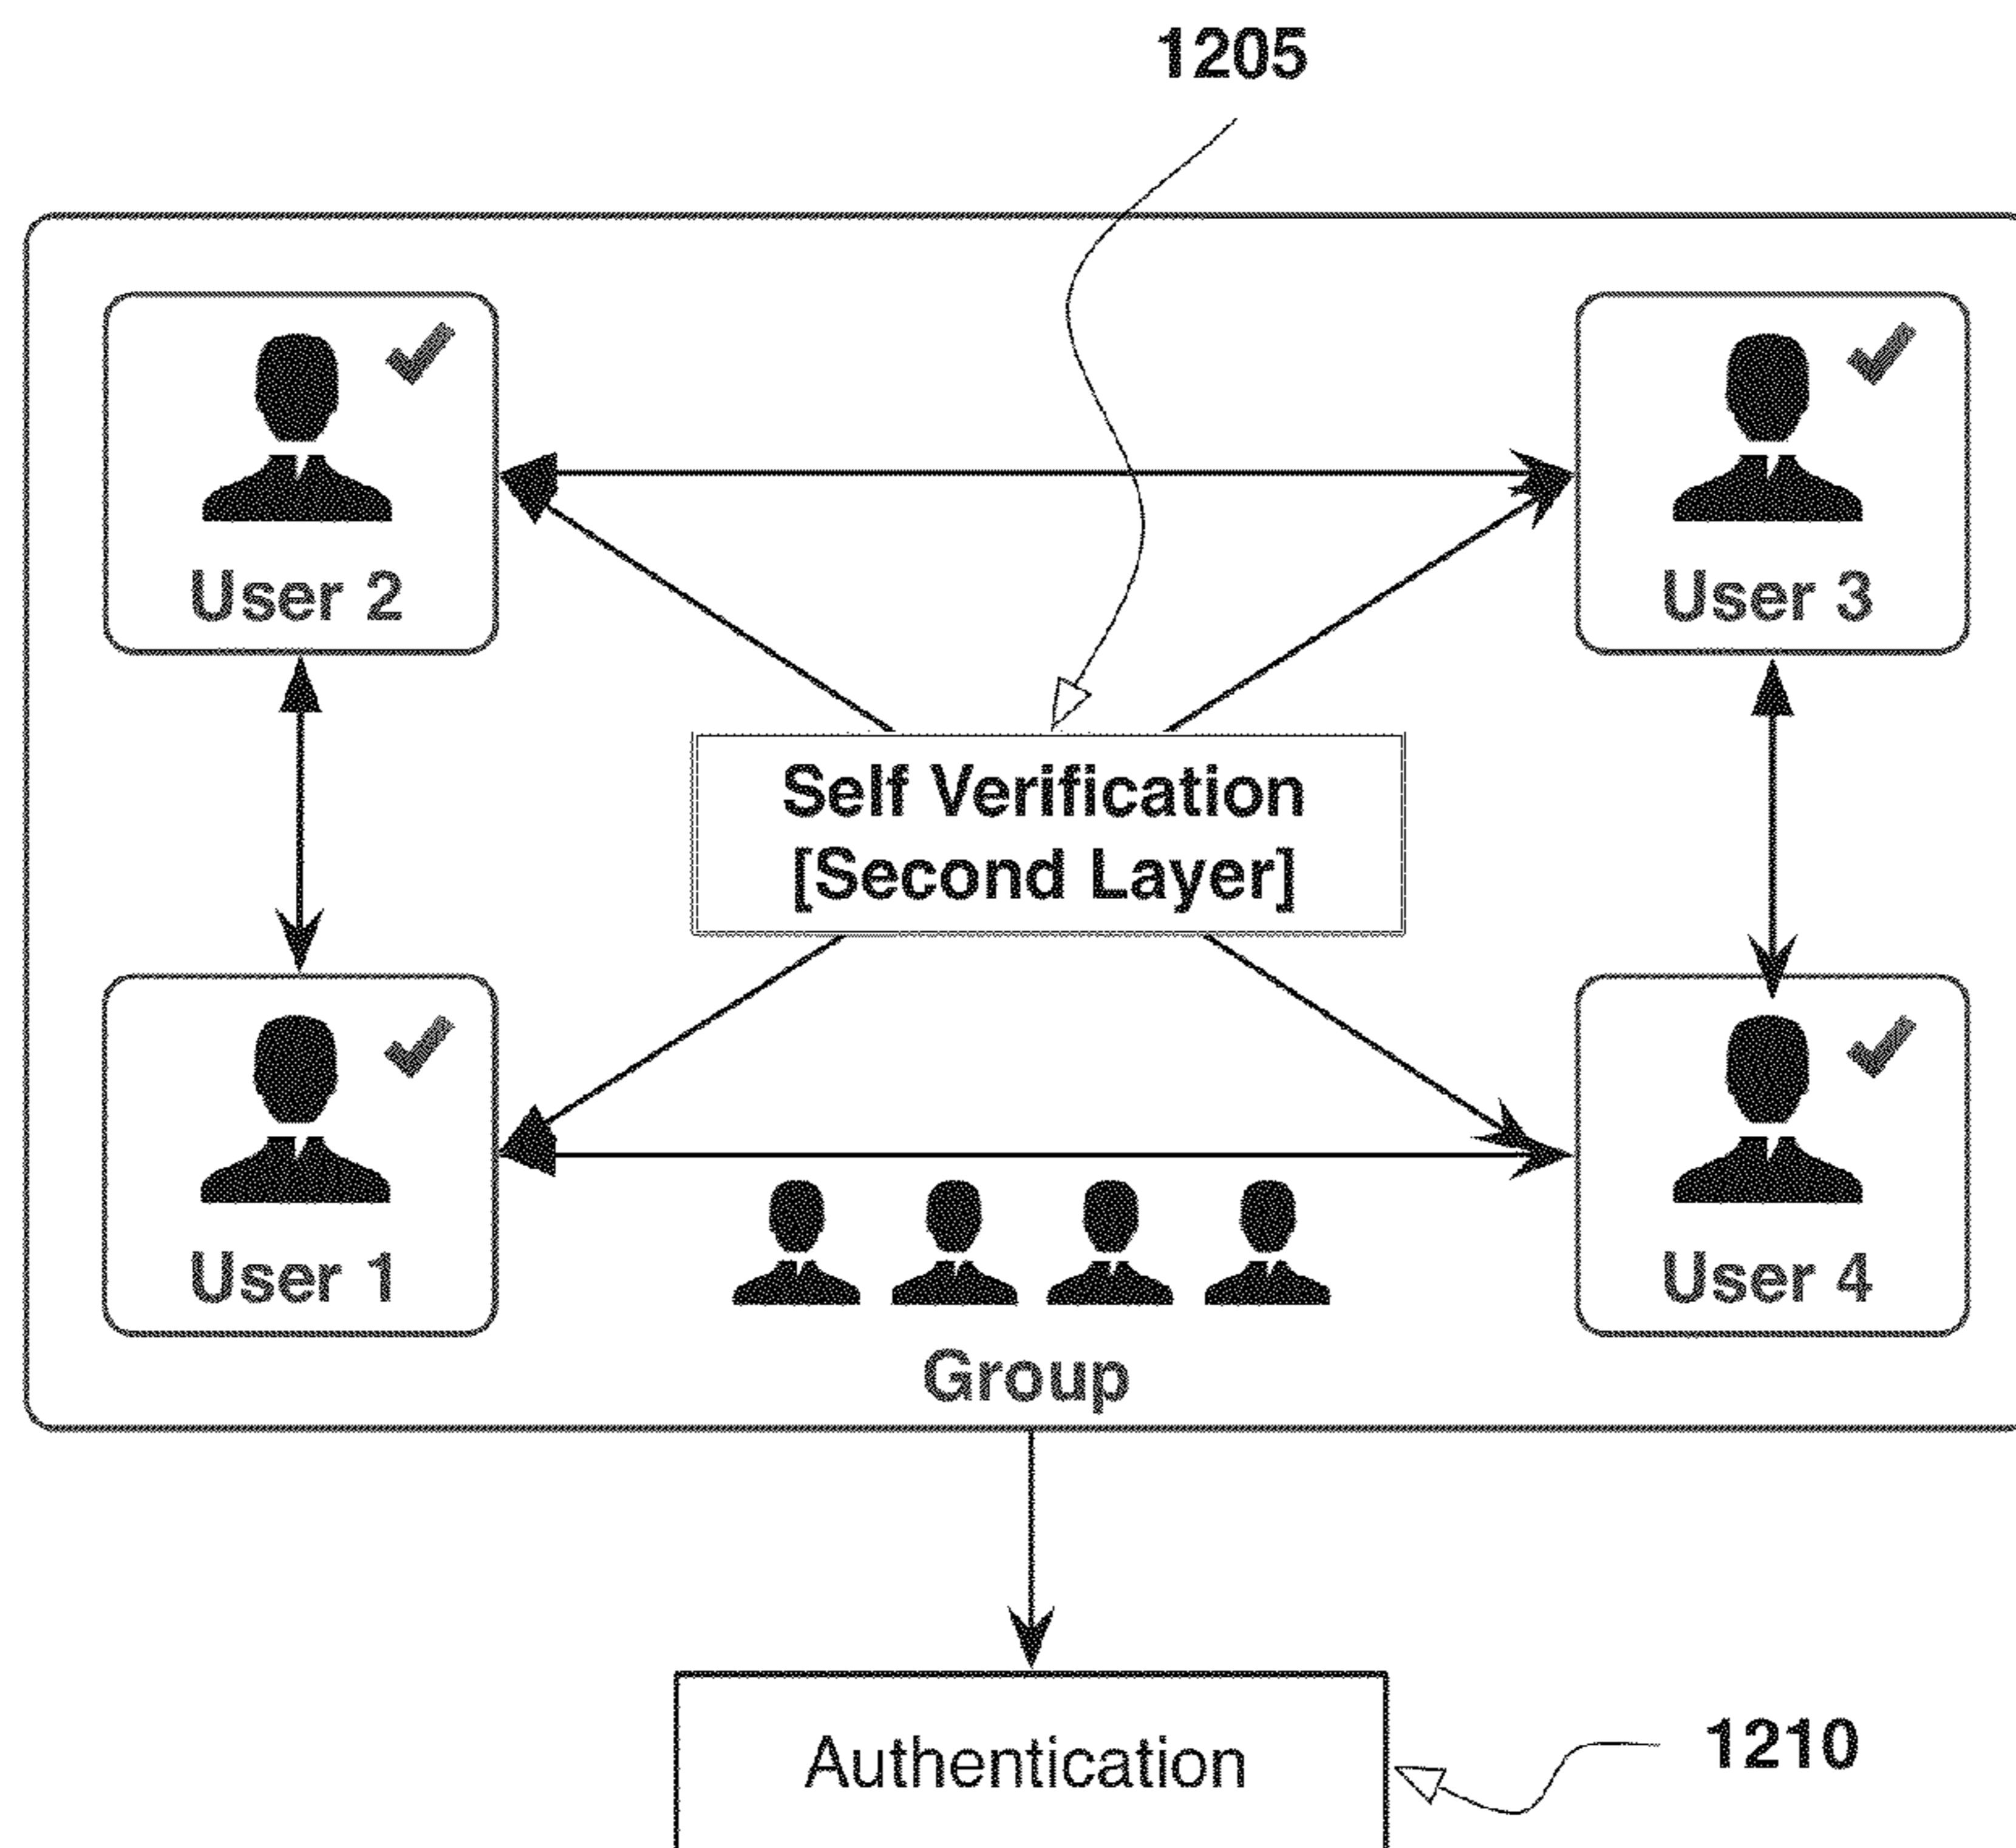 1205
User 2
User 3
Self Verification
[Second Layer]
User 1
User 4
Group
Authentication
1210